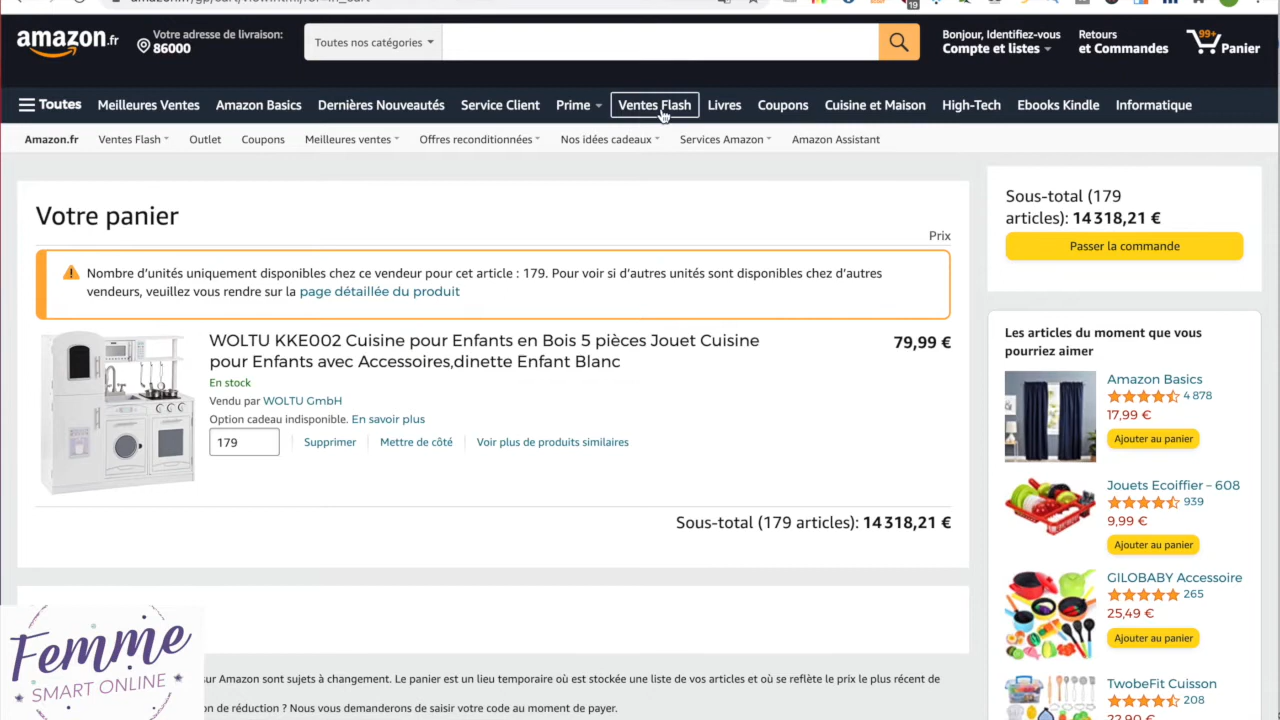 amazon.fr
Votre adresse de livraison:
86000
Toutes nos catégories
Bonjour, Identifiez-vous
Compte et listes
Retours
et Commandes
99+
Panier
19
Toutes
Meilleures Ventes
Amazon Basics
Dernières Nouveautés
Service Client
Prime
Ventes Flash
Livres
Coupons
Cuisine et Maison
High-Tech
Ebooks Kindle
Informatique
Amazon.fr
Ventes Flash
Outlet
Coupons
Meilleures ventes
Offres reconditionnées
Nos idées cadeaux
Services Amazon
Amazon Assistant
Votre panier
Prix
Nombre d’unités uniquement disponibles chez ce vendeur pour cet article : 179. Pour voir si d’autres unités sont disponibles chez d’autres
vendeurs, veuillez vous rendre sur la page détaillée du produit
WOLTU KKE002 Cuisine pour Enfants en Bois 5 pièces Jouet Cuisine
pour Enfants avec Accessoires,dinette Enfant Blanc
79,99 €
En stock
Vendu par WOLTU GmbH
Option cadeau indisponible. En savoir plus
179
Supprimer
Mettre de côté
Voir plus de produits similaires
Sous-total (179 articles): 14 318,21 €
Sous-total (179
articles): 14 318,21 €
Passer la commande
Les articles du moment que vous
pourriez aimer
Amazon Basics
4 878
17,99 €
Ajouter au panier
Jouets Ecoiffier – 608
939
9,99 €
Ajouter au panier
GILOBABY Accessoire
265
25,49 €
Ajouter au panier
TwobeFit Cuisson
208
22,90 €
Femme
SMART ONLINE
sur Amazon sont sujets à changement. Le panier est un lieu temporaire où est stockée une liste de vos articles et où se reflète le prix le plus récent de
on de réduction ? Nous vous demanderons de saisir votre code au moment de payer.